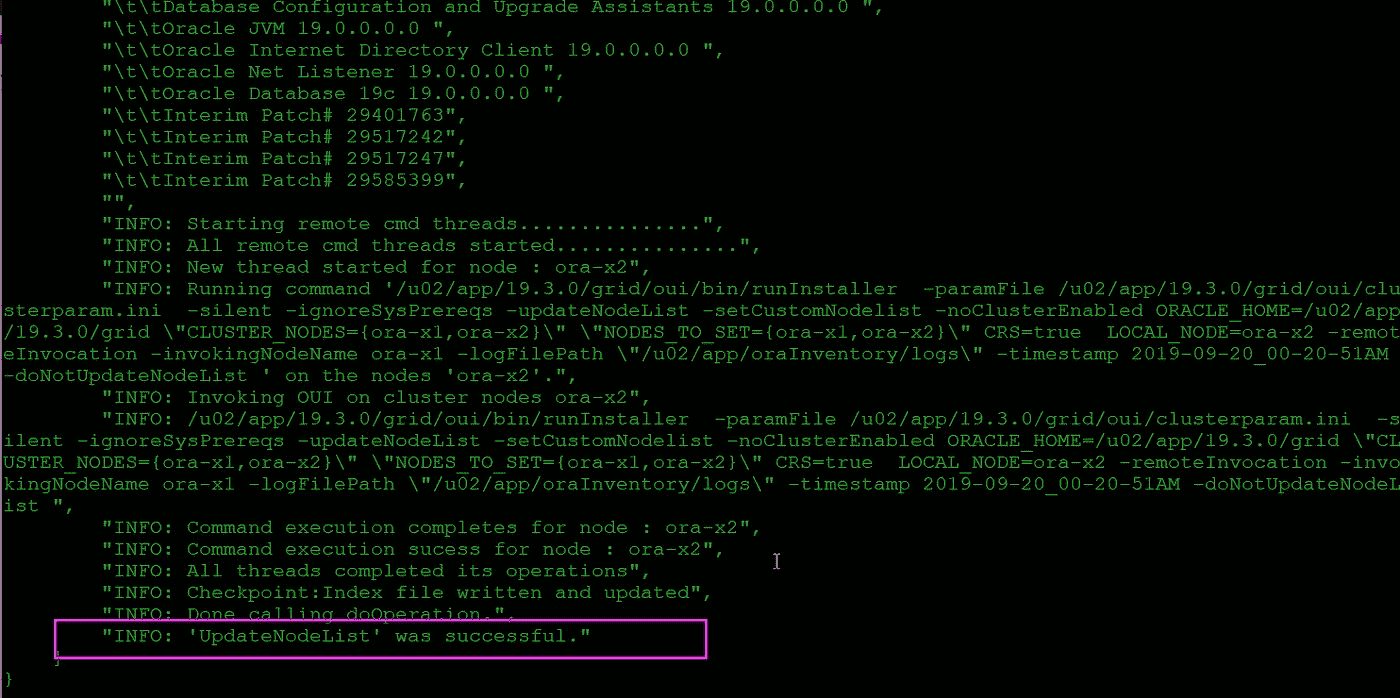 "\t\tDatabase Configuration and Upgrade Assistants 19.0.0.0.0 ",
"\t\tOracle JVM 19.0.0.0.0 ",
"\t\tOracle Internet Directory Client 19.0.0.0.0 ",
"\t\tOracle Net Listener 19.0.0.0.0 ",
"\t\tOracle Database 19c 19.0.0.0.0 ",
"\t\tInterim Patch# 29401763",
"\t\tInterim Patch# 29517242",
"\t\tInterim Patch# 29517247",
"\t\tInterim Patch# 29585399",
"",
"INFO: Starting remote cmd threads...............",
"INFO: All remote cmd threads started...............",
"INFO: New thread started for node : ora-x2",
"INFO: Running command '/u02/app/19.3.0/grid/oui/bin/runInstaller  -paramFile /u02/app/19.3.0/grid/oui/clu
sterparam.ini  -silent -ignoreSysPrereqs -updateNodeList -setCustomNodelist -noClusterEnabled ORACLE_HOME=/u02/app
/19.3.0/grid \"CLUSTER_NODES={ora-x1,ora-x2}\" \"NODES_TO_SET={ora-x1,ora-x2}\" CRS=true  LOCAL_NODE=ora-x2 -remot
eInvocation -invokingNodeName ora-x1 -logFilePath \"/u02/app/oraInventory/logs\" -timestamp 2019-09-20_00-20-51AM
-doNotUpdateNodeList ' on the nodes 'ora-x2'.",
"INFO: Invoking OUI on cluster nodes ora-x2",
"INFO: /u02/app/19.3.0/grid/oui/bin/runInstaller  -paramFile /u02/app/19.3.0/grid/oui/clusterparam.ini  -s
ilent -ignoreSysPrereqs -updateNodeList -setCustomNodelist -noClusterEnabled ORACLE_HOME=/u02/app/19.3.0/grid \"CL
USTER_NODES={ora-x1,ora-x2}\" \"NODES_TO_SET={ora-x1,ora-x2}\" CRS=true  LOCAL_NODE=ora-x2 -remoteInvocation -invo
kingNodeName ora-x1 -logFilePath \"/u02/app/oraInventory/logs\" -timestamp 2019-09-20_00-20-51AM -doNotUpdateNodeL
ist ",
"INFO: Command execution completes for node : ora-x2",
"INFO: Command execution sucess for node : ora-x2",
"INFO: All threads completed its operations",
"INFO: Checkpoint:Index file written and updated",
"INFO: Done calling doOperation.",
"INFO: 'UpdateNodeList' was successful."
]
}